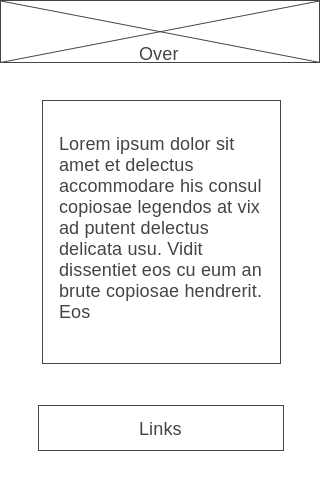 Over
Lorem ipsum dolor sit
amet et delectus
accommodare his consul
copiosae legendos at vix
ad putent delectus
delicata usu. Vidit
dissentiet eos cu eum an
brute copiosae hendrerit.
Eos
Links